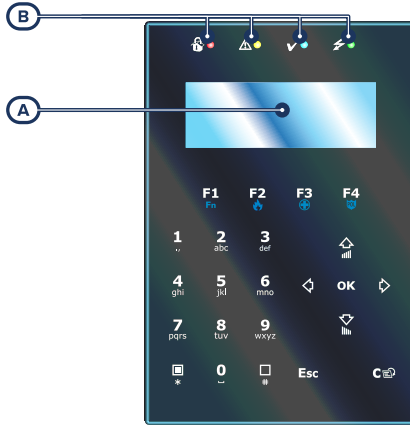 B
A
F1 F2 F3 F4
Fn
1 2 3
., abc def
4 5 6 OK
ghi jkl mno
7 8 9
pqrs tuv wxyz
0 Esc C
* #